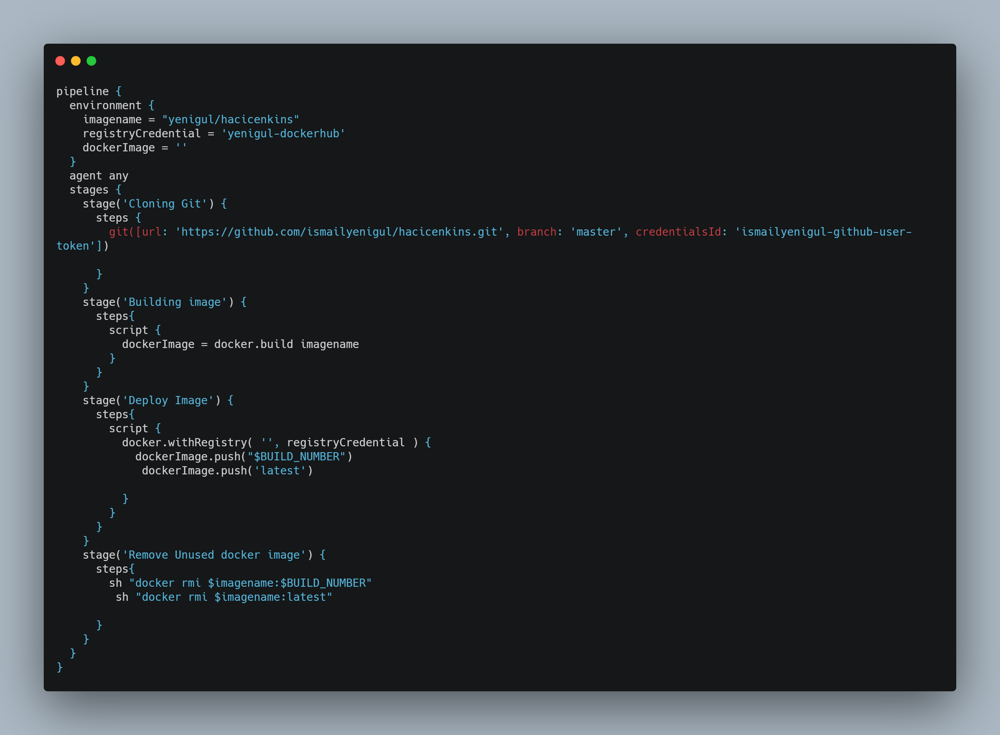 pipeline {
  environment {
    imagename = "yenigul/hacicenkins"
    registryCredential = 'yenigul-dockerhub'
    dockerImage = ''
  }
  agent any
  stages {
    stage('Cloning Git') {
      steps {
        git([url: 'https://github.com/ismailyenigul/hacicenkins.git', branch: 'master', credentialsId: 'ismailyenigul-github-user-
token'])

      }
    }
    stage('Building image') {
      steps{
        script {
          dockerImage = docker.build imagename
        }
      }
    }
    stage('Deploy Image') {
      steps{
        script {
          docker.withRegistry( '', registryCredential ) {
            dockerImage.push("$BUILD_NUMBER")
             dockerImage.push('latest')

          }
        }
      }
    }
    stage('Remove Unused docker image') {
      steps{
        sh "docker rmi $imagename:$BUILD_NUMBER"
         sh "docker rmi $imagename:latest"

      }
    }
  }
}